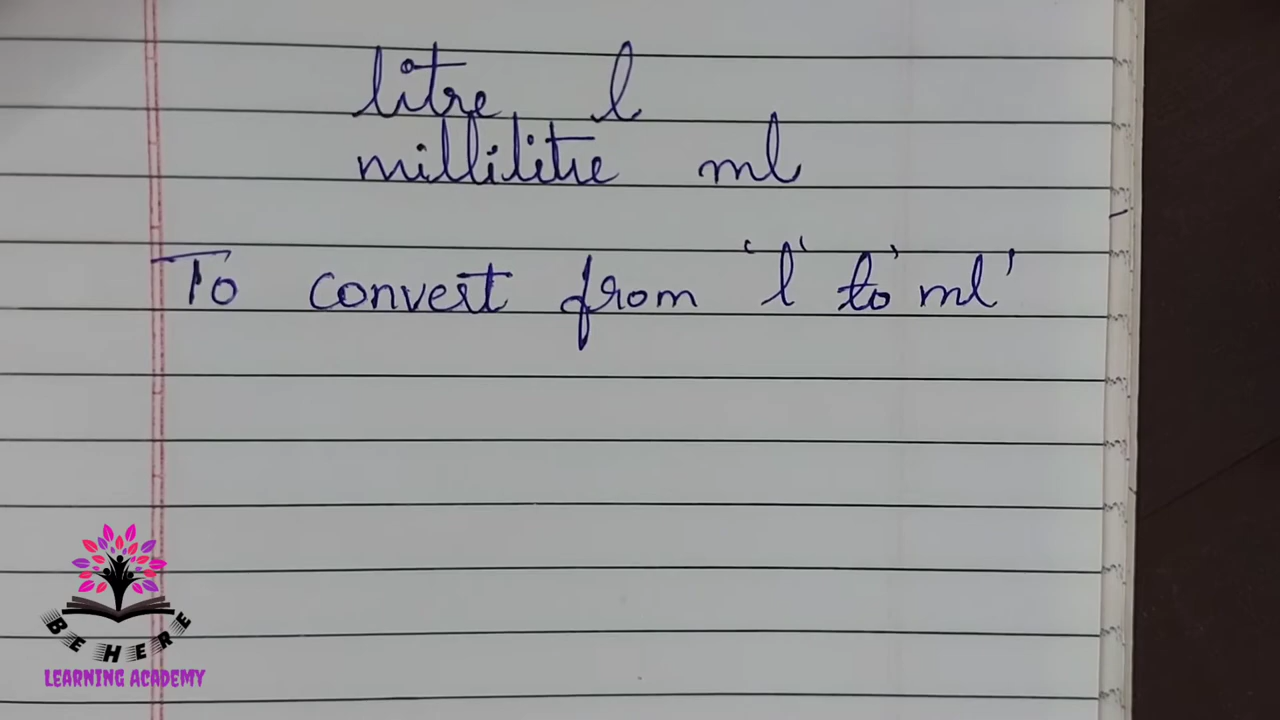 litre l
millilitre ml
To convert from 'l' to 'ml'
BE HERE
LEARNING ACADEMY